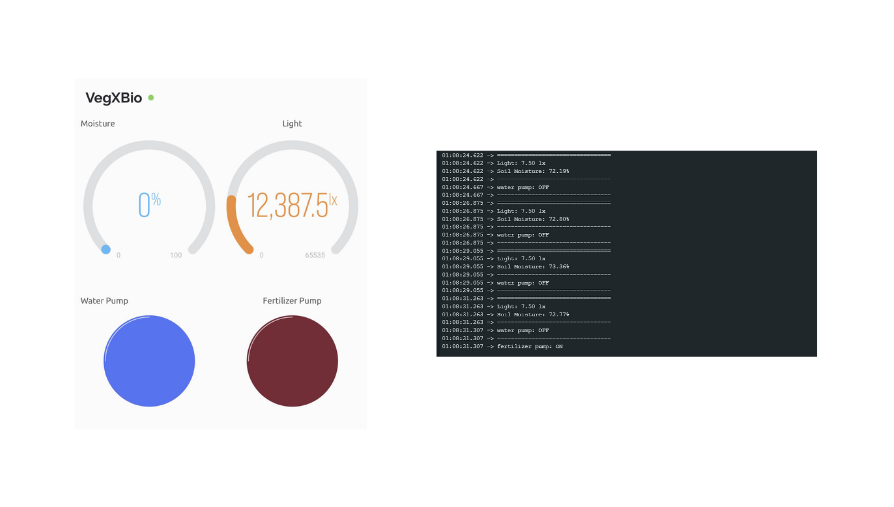 VegXBio
Moisture
Light
0%
12,387.5lx
0
100
0
65535
Water Pump
Fertilizer Pump
01:08:24.622 -> ================================
01:08:24.622 -> Light: 7.50 lx
01:08:24.622 -> Soil Moisture: 72.19%
01:08:24.622 -> --------------------------------
01:08:24.667 -> water pump: OFF
01:08:24.667 -> --------------------------------
01:08:26.875 -> ================================
01:08:26.875 -> Light: 7.50 lx
01:08:26.875 -> Soil Moisture: 72.80%
01:08:26.875 -> --------------------------------
01:08:26.875 -> water pump: OFF
01:08:26.875 -> --------------------------------
01:08:29.055 -> ================================
01:08:29.055 -> Light: 7.50 lx
01:08:29.055 -> Soil Moisture: 73.36%
01:08:29.055 -> --------------------------------
01:08:29.055 -> water pump: OFF
01:08:29.055 -> --------------------------------
01:08:31.263 -> ================================
01:08:31.263 -> Light: 7.50 lx
01:08:31.263 -> Soil Moisture: 72.77%
01:08:31.263 -> --------------------------------
01:08:31.307 -> water pump: OFF
01:08:31.307 -> --------------------------------
01:08:31.307 -> fertilizer pump: ON